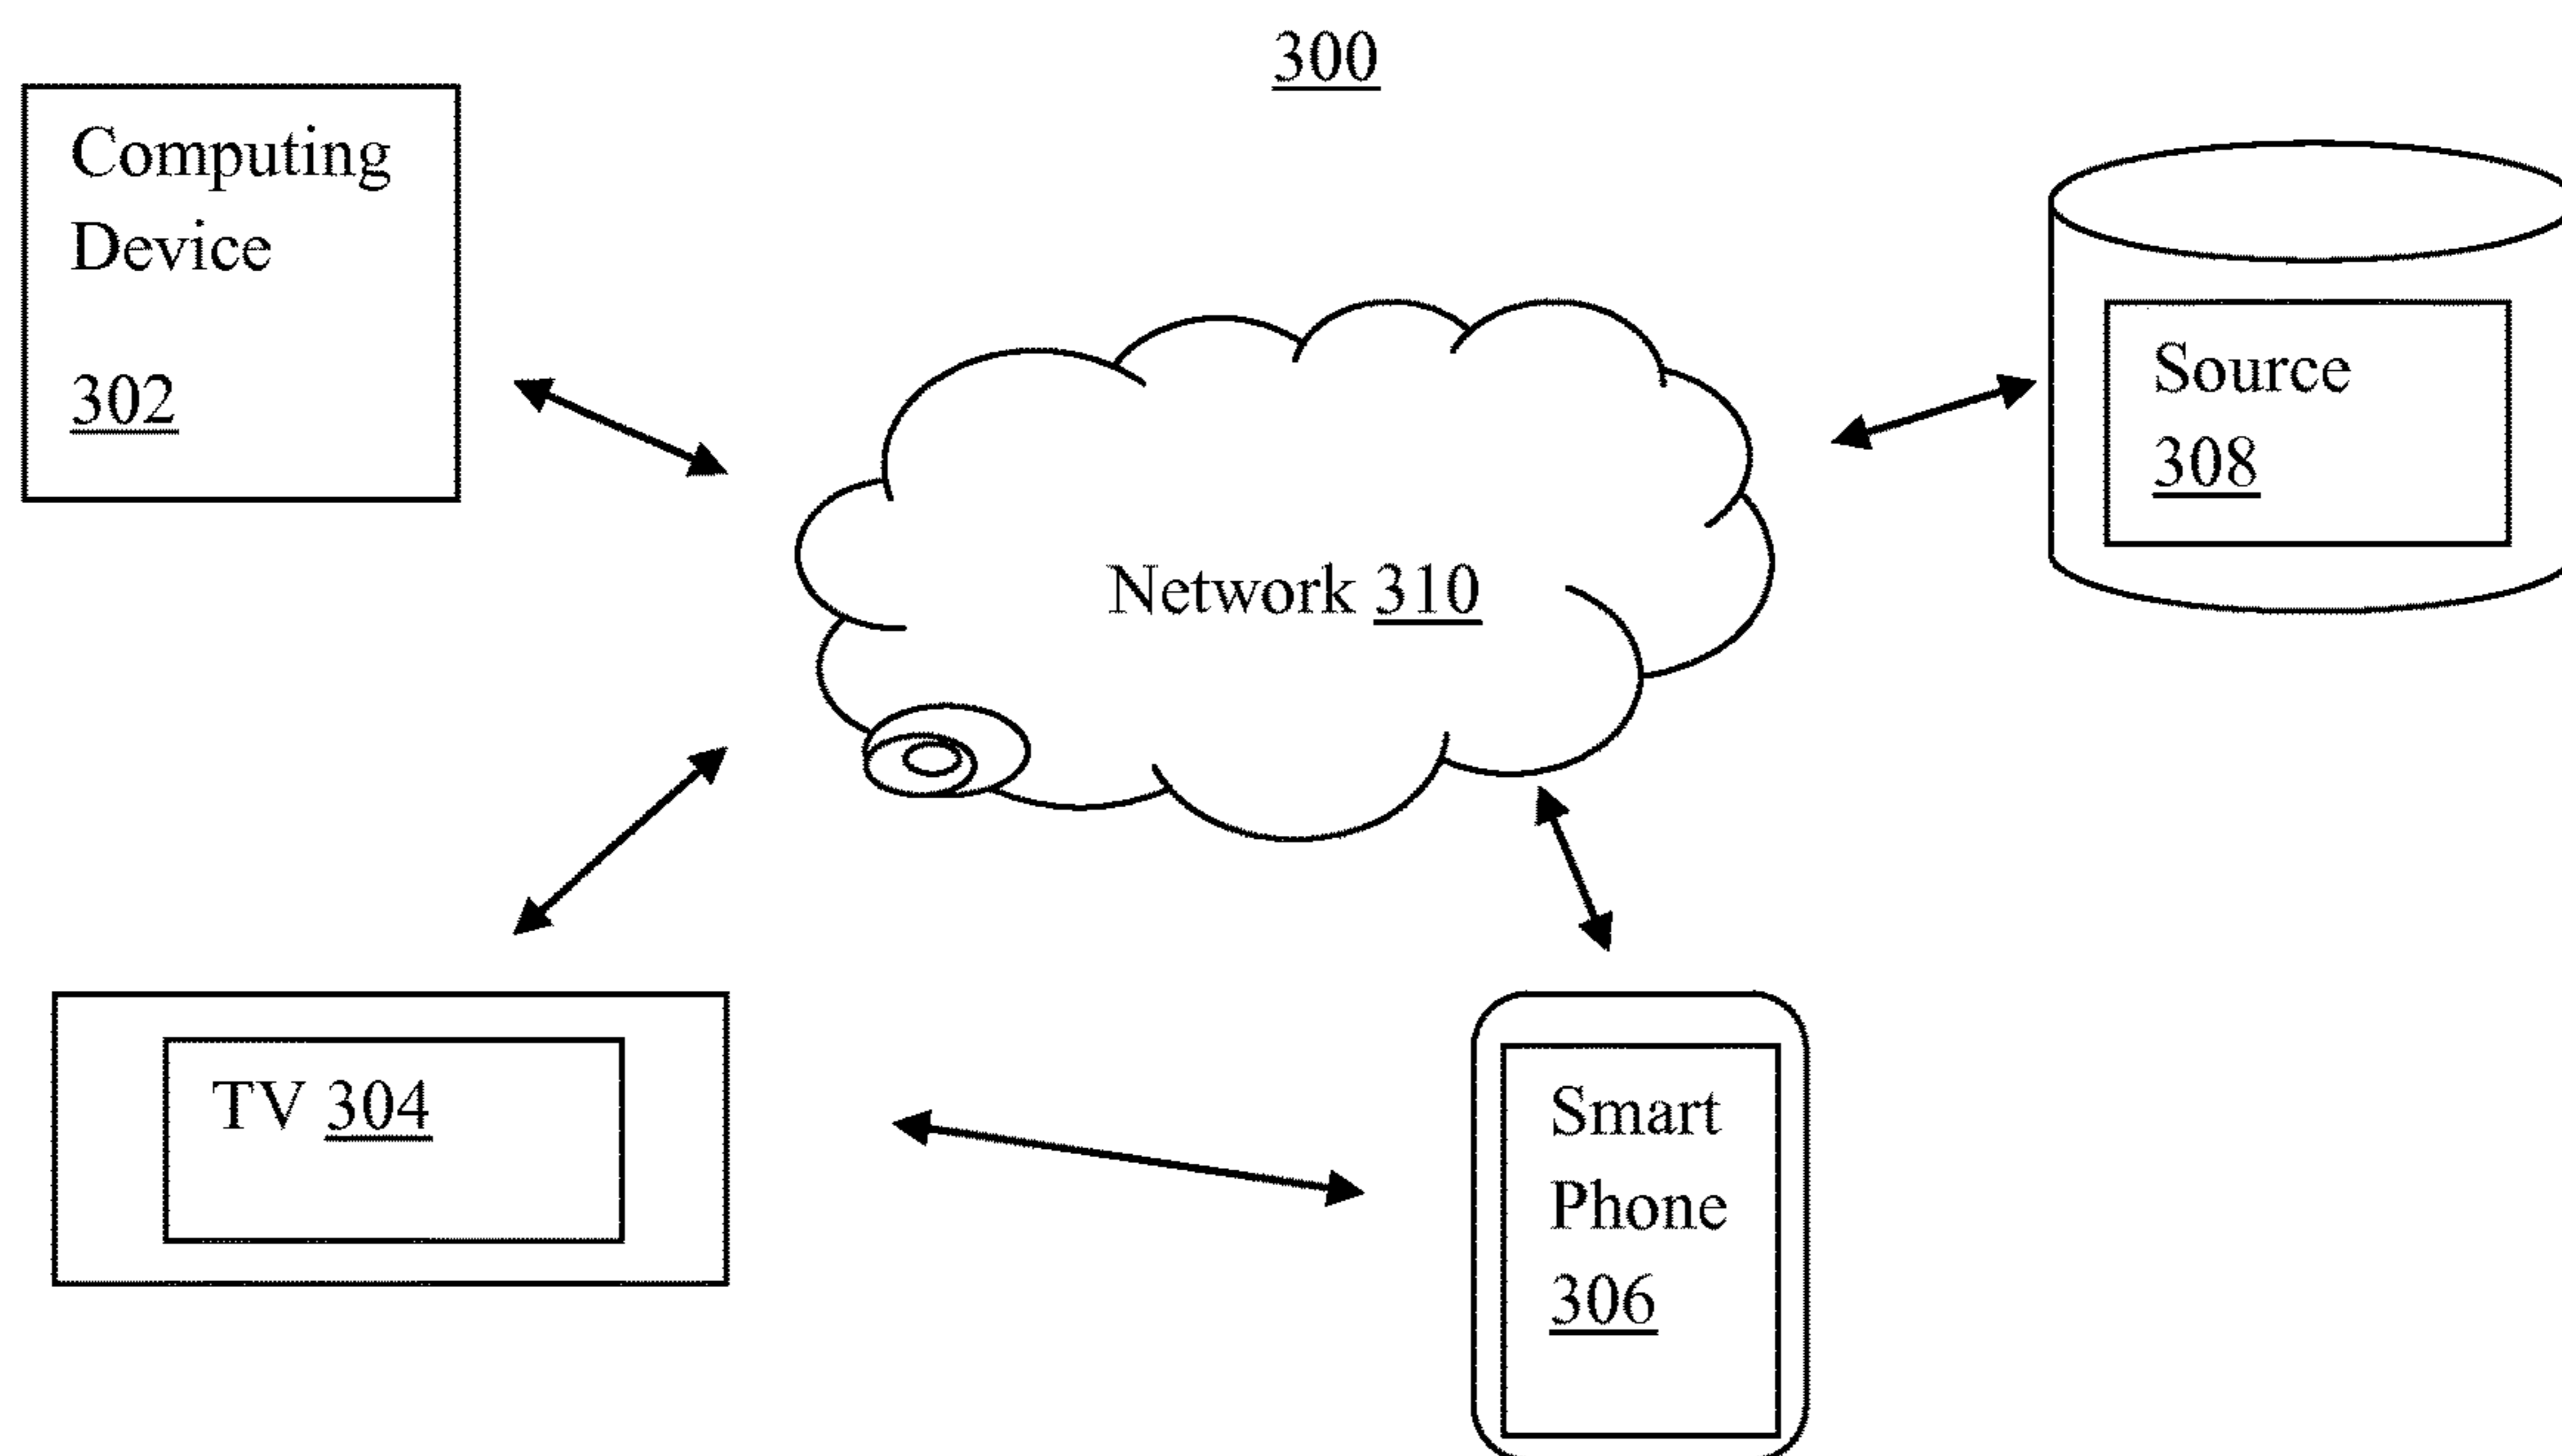 300
Computing
Device
302
Source
308
Network 310
TV 304
Smart
Phone
306